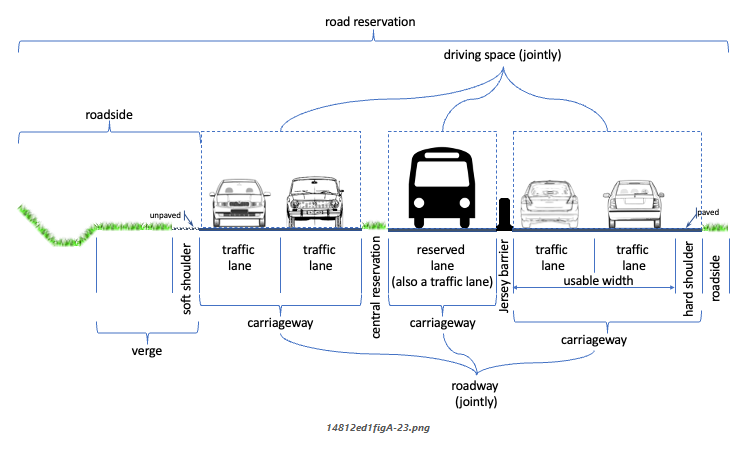 road reservation
driving space (jointly)
roadside
unpaved
paved
soft shoulder
traffic
lane
traffic
lane
central reservation
reserved
lane
(also a traffic lane)
Jersey barrier
traffic
lane
traffic
lane
usable width
hard shoulder
roadside
carriageway
carriageway
carriageway
verge
roadway
(jointly)
14812ed1figA-23.png